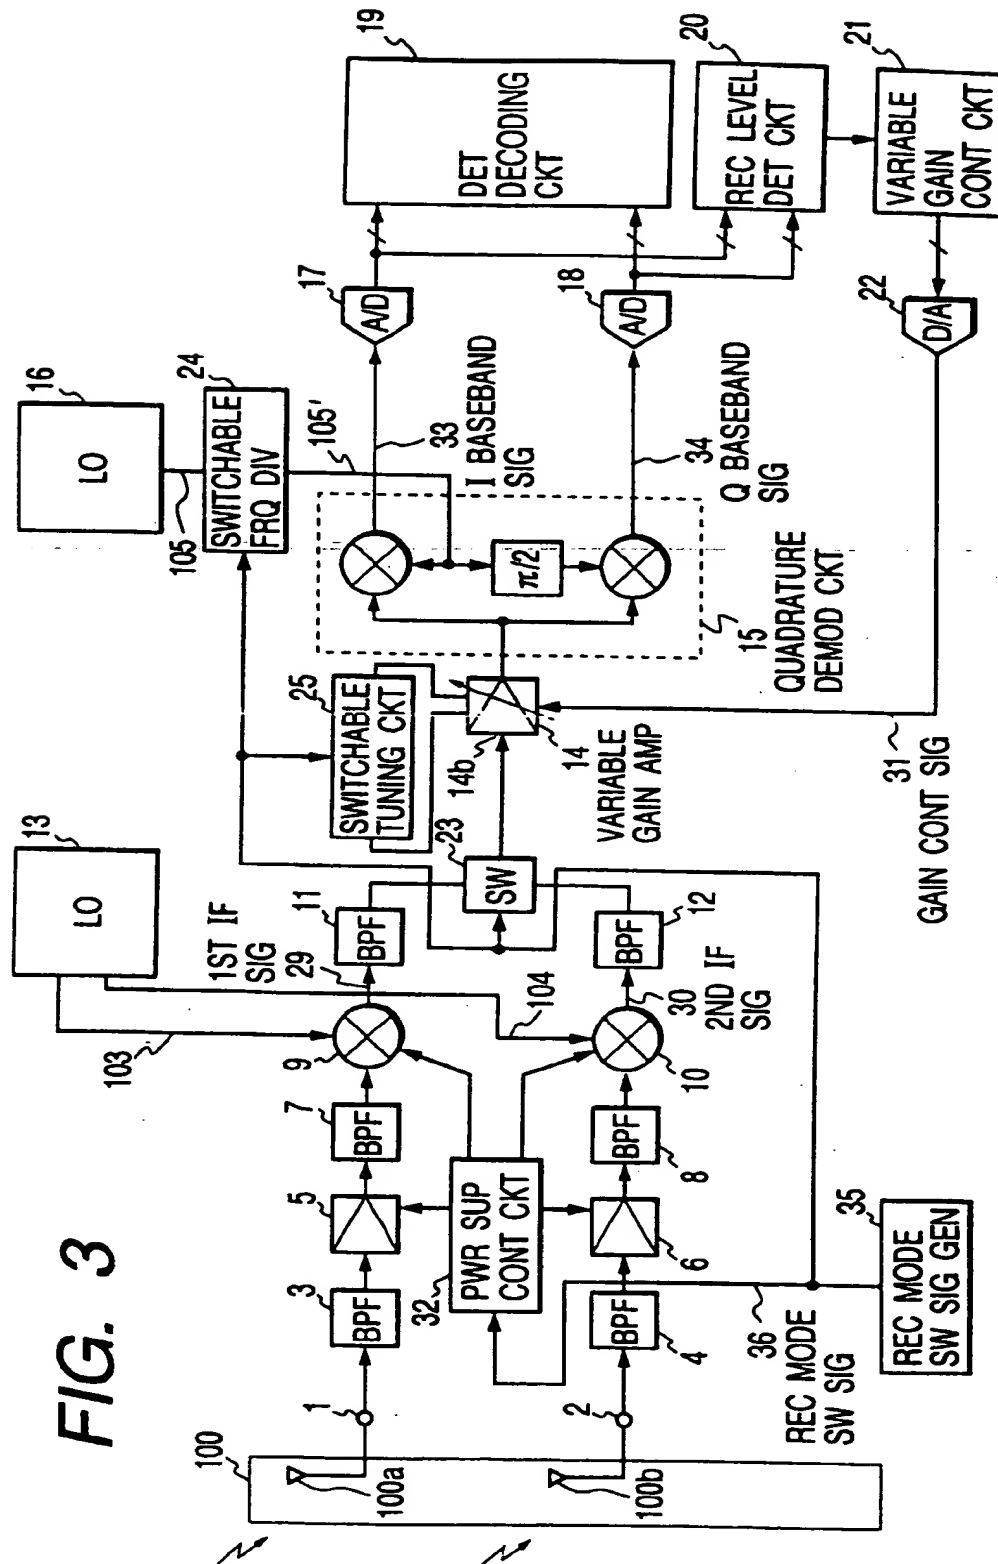 FIG. 3
100
100a
100b
1
2
3
BPF
4
BPF
5
6
7
BPF
8
BPF
32
PWR SUP
CONT CKT
9
10
103
104
13
LO
1ST IF
SIG
29
30
2ND IF
SIG
11
BPF
12
BPF
23
SW
25
SWITCHABLE
TUNING CKT
14b
14
VARIABLE
GAIN AMP
16
LO
105
24
SWITCHABLE
FRQ DIV
105'
π/2
15
QUADRATURE
DEMOD CKT
33
I BASEBAND
SIG
34
Q BASEBAND
SIG
17
A/D
18
A/D
19
DET
DECODING
CKT
20
REC LEVEL
DET CKT
21
VARIABLE
GAIN
CONT CKT
22
D/A
31
GAIN CONT SIG
35
REC MODE
SW SIG GEN
36
REC MODE
SW SIG